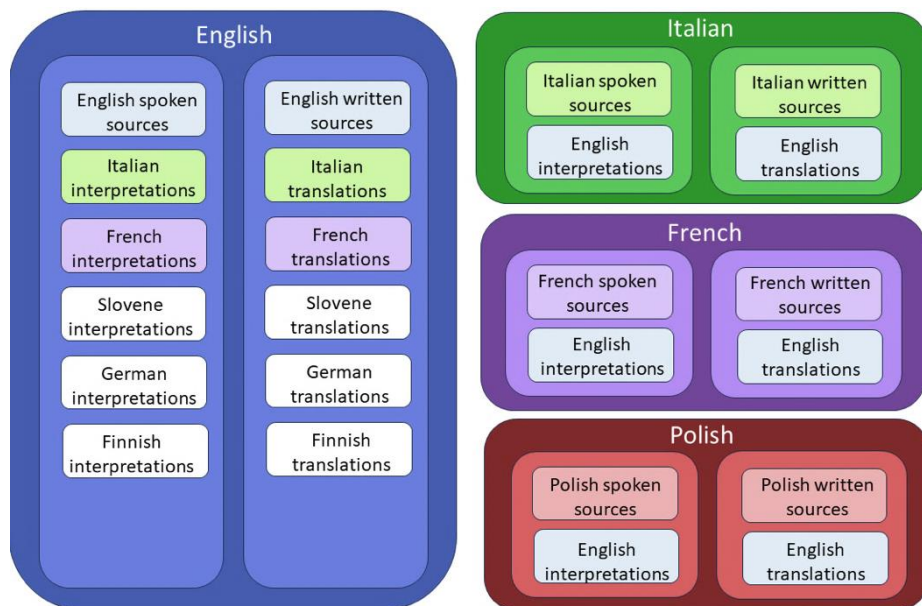 English
English spoken
sources
Italian
interpretations
French
interpretations
Slovene
interpretations
German
interpretations
Finnish
interpretations
English written
sources
Italian
translations
French
translations
Slovene
translations
German
translations
Finnish
translations
Italian
Italian spoken
sources
English
interpretations
Italian written
sources
English
translations
French
French spoken
sources
English
interpretations
French written
sources
English
translations
Polish
Polish spoken
sources
English
interpretations
Polish written
sources
English
translations